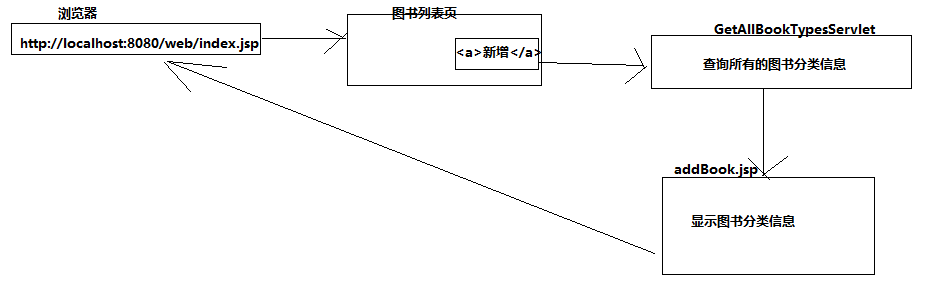 浏览器
http://localhost:8080/web/index.jsp
图书列表页
<a>新增</a>
GetAllBookTypesServlet
查询所有的图书分类信息
addBook.jsp
显示图书分类信息